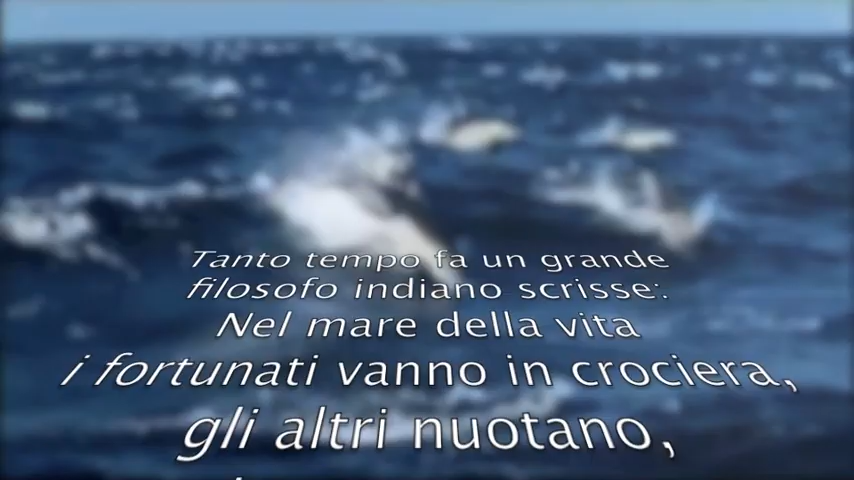 Tanto tempo fa un grande
filosofo indiano scrisse:
Nel mare della vita
i fortunati vanno in crociera,
gli altri nuotano,